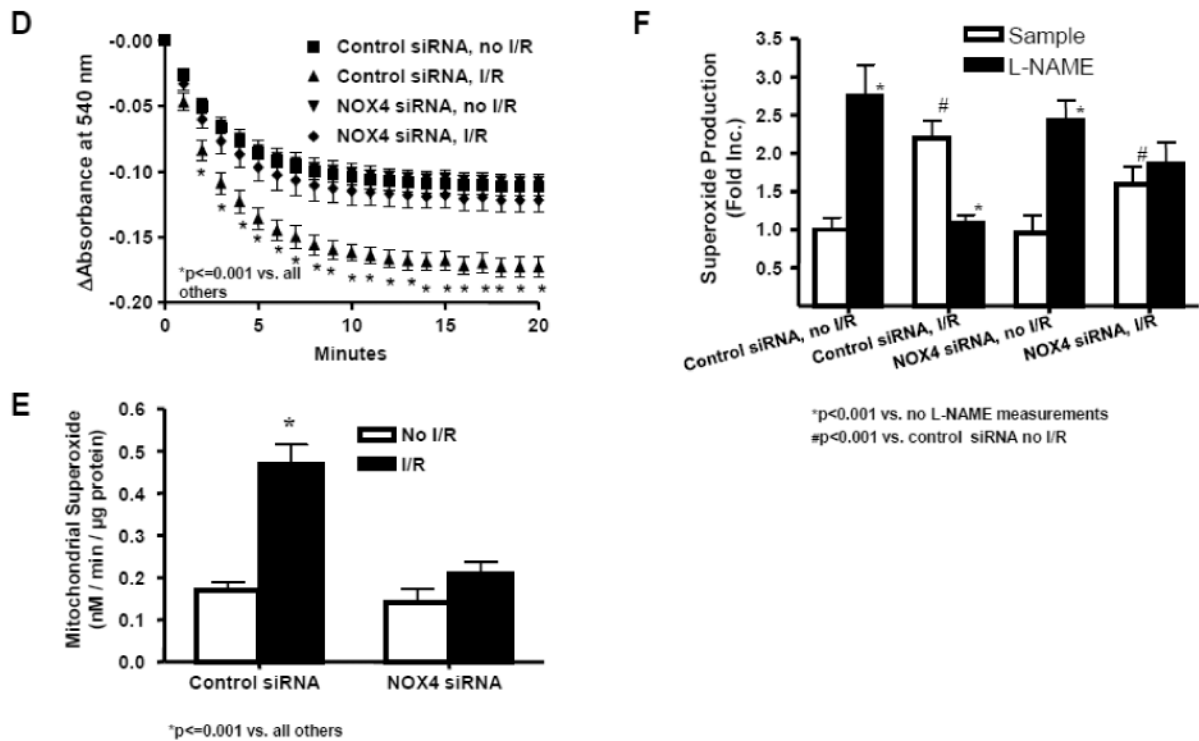 D
-0.00
-0.05
-0.10
-0.15
-0.20
ΔAbsorbance at 540 nm
Control siRNA, no I/R
Control siRNA, I/R
NOX4 siRNA, no I/R
NOX4 siRNA, I/R
* * * * * * * * * * * * * * * * * * *
*p<=0.001 vs. all
others
0 5 10 15 20
Minutes
E
0.6
0.5
0.4
0.3
0.2
0.1
0.0
Mitochondrial Superoxide
(nM / min / µg protein)
*
No I/R
I/R
Control siRNA NOX4 siRNA
*p<=0.001 vs. all others
F
3.5
3.0
2.5
2.0
1.5
1.0
0.5
Superoxide Production
(Fold Inc.)
Sample
L-NAME
* # * * #
Control siRNA, no I/R
Control siRNA, I/R
NOX4 siRNA, no I/R
NOX4 siRNA, I/R
*p<0.001 vs. no L-NAME measurements
#p<0.001 vs. control siRNA no I/R